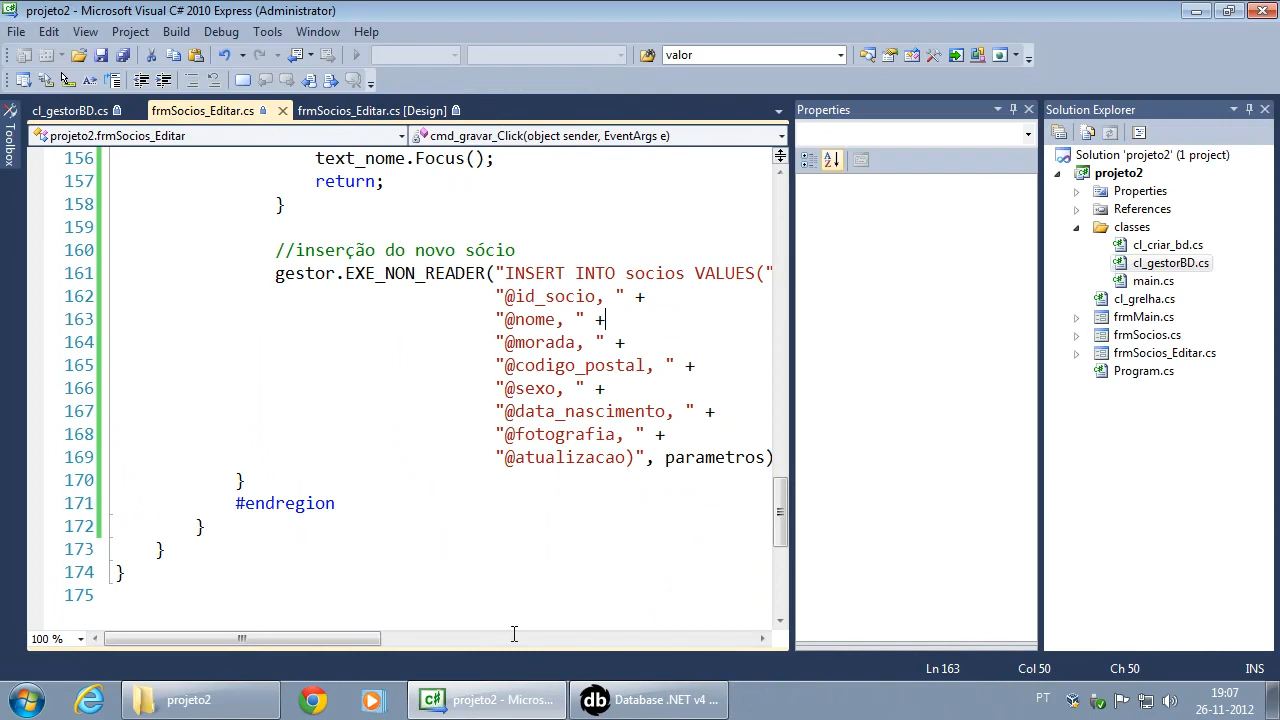 projeto2 - Microsoft Visual C# 2010 Express (Administrator)
File Edit View Project Build Debug Tools Window Help
valor
cl_gestorBD.cs frmSocios_Editar.cs frmSocios_Editar.cs [Design]
projeto2.frmSocios_Editar cmd_gravar_Click(object sender, EventArgs e)
Toolbox
156 text_nome.Focus();
157 return;
158 }
159
160 //inserção do novo sócio
161 gestor.EXE_NON_READER("INSERT INTO socios VALUES("
162 "@id_socio, " +
163 "@nome, " +
164 "@morada, " +
165 "@codigo_postal, " +
166 "@sexo, " +
167 "@data_nascimento, " +
168 "@fotografia, " +
169 "@atualizacao)", parametros)
170 }
171 #endregion
172 }
173 }
174 }
175
100 %
Properties
Solution Explorer
Solution 'projeto2' (1 project)
projeto2
Properties
References
classes
cl_criar_bd.cs
cl_gestorBD.cs
main.cs
cl_grelha.cs
frmMain.cs
frmSocios.cs
frmSocios_Editar.cs
Program.cs
Ln 163 Col 50 Ch 50 INS
projeto2 projeto2 - Micros... db Database .NET v4 ... PT 19:07
26-11-2012